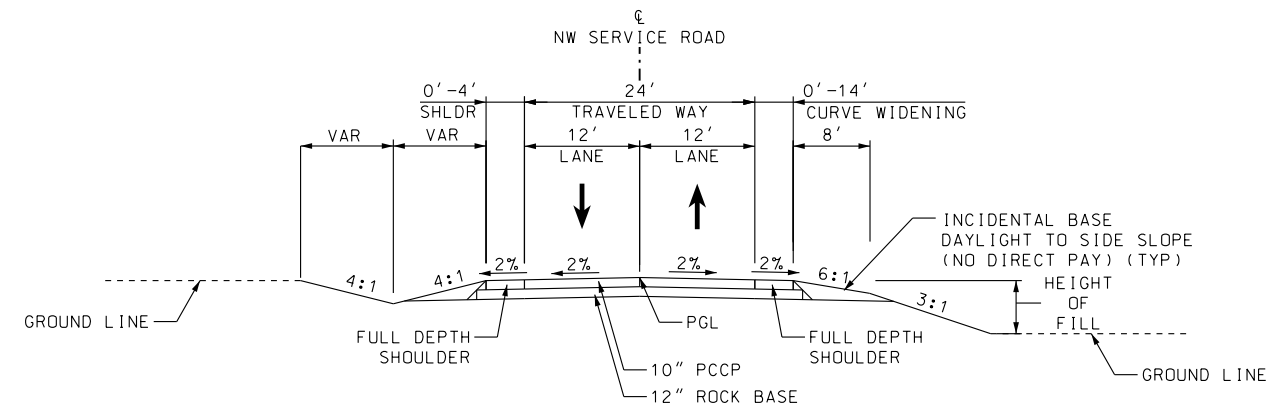 ℄
NW SERVICE ROAD
0'-4' 24' 0'-14'
SHLDR TRAVELED WAY CURVE WIDENING
VAR VAR 12' 12' 8'
LANE LANE
INCIDENTAL BASE
DAYLIGHT TO SIDE SLOPE
(NO DIRECT PAY) (TYP)
2% 2% 2% 2%
4:1 4:1 6:1 3:1
HEIGHT
OF
FILL
GROUND LINE
FULL DEPTH
SHOULDER
PGL
FULL DEPTH
SHOULDER
10" PCCP
12" ROCK BASE
GROUND LINE